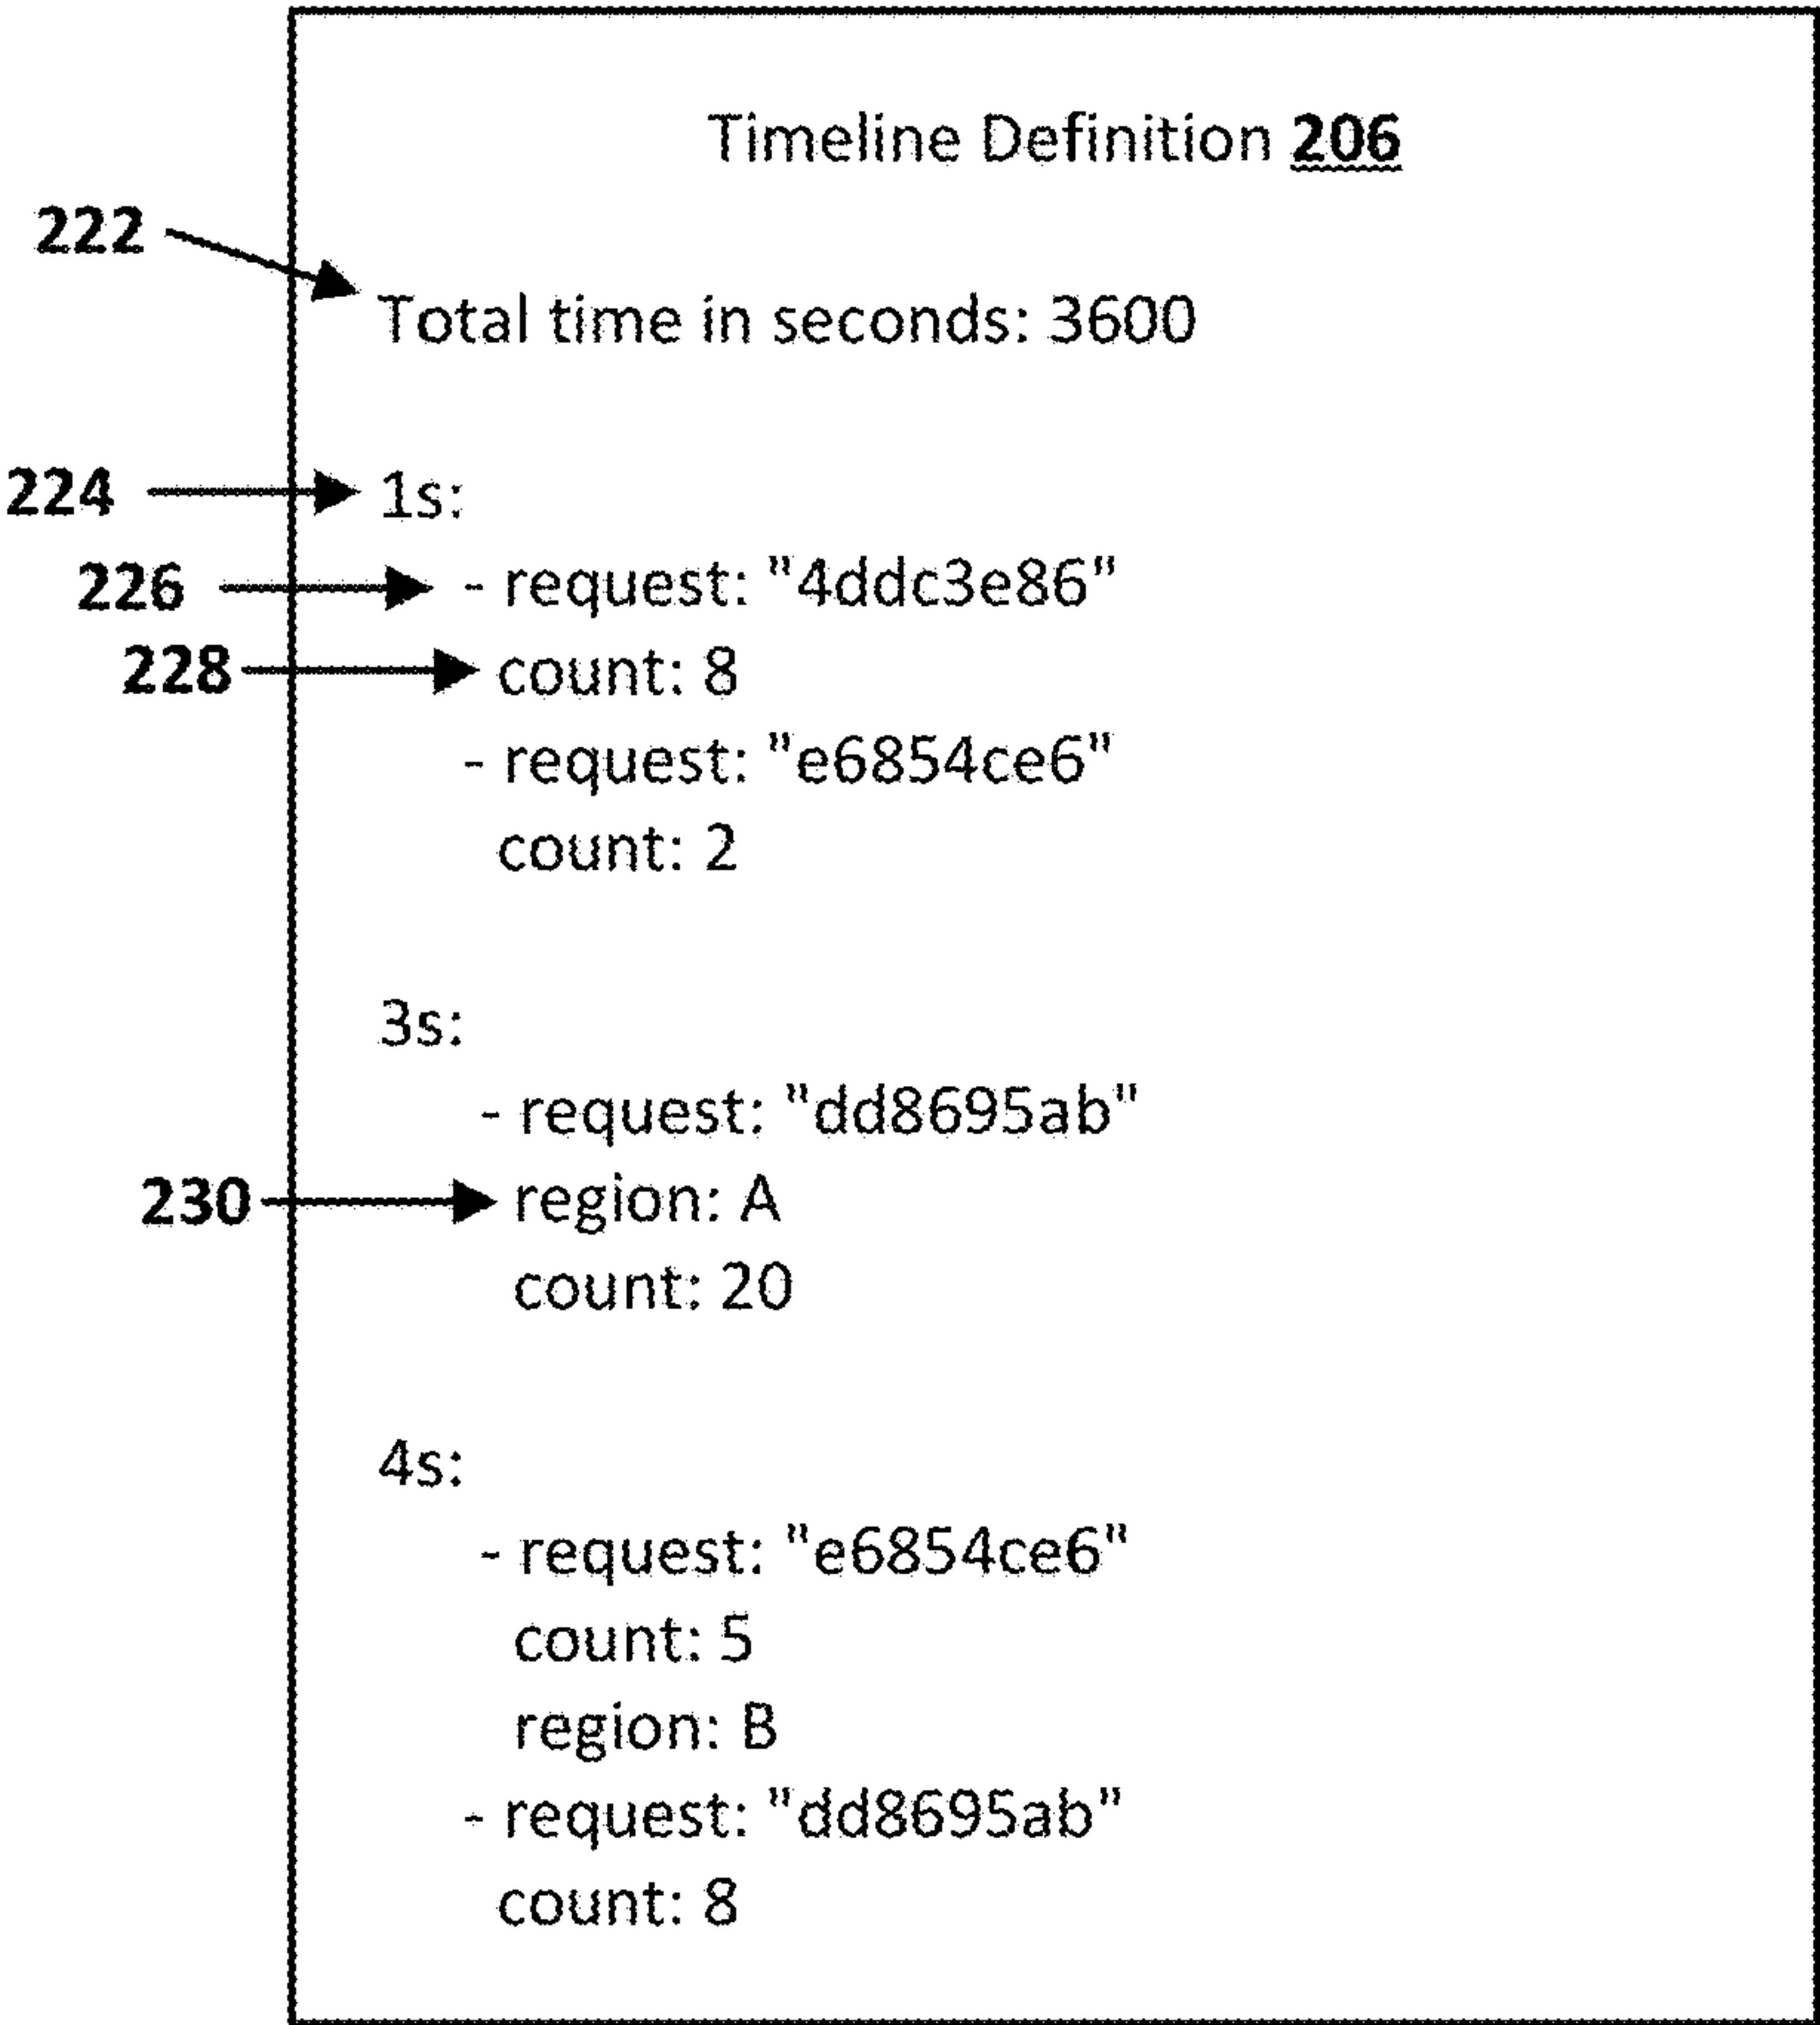 Timeline Definition 206
222
Total time in seconds: 3600
224 1s:
226 - request: "4ddc3e86"
228 count: 8
- request: "e6854ce6"
count: 2
3s:
- request: "dd8695ab"
230 region: A
count: 20
4s:
- request: "e6854ce6"
count: 5
region: B
- request: "dd8695ab"
count: 8